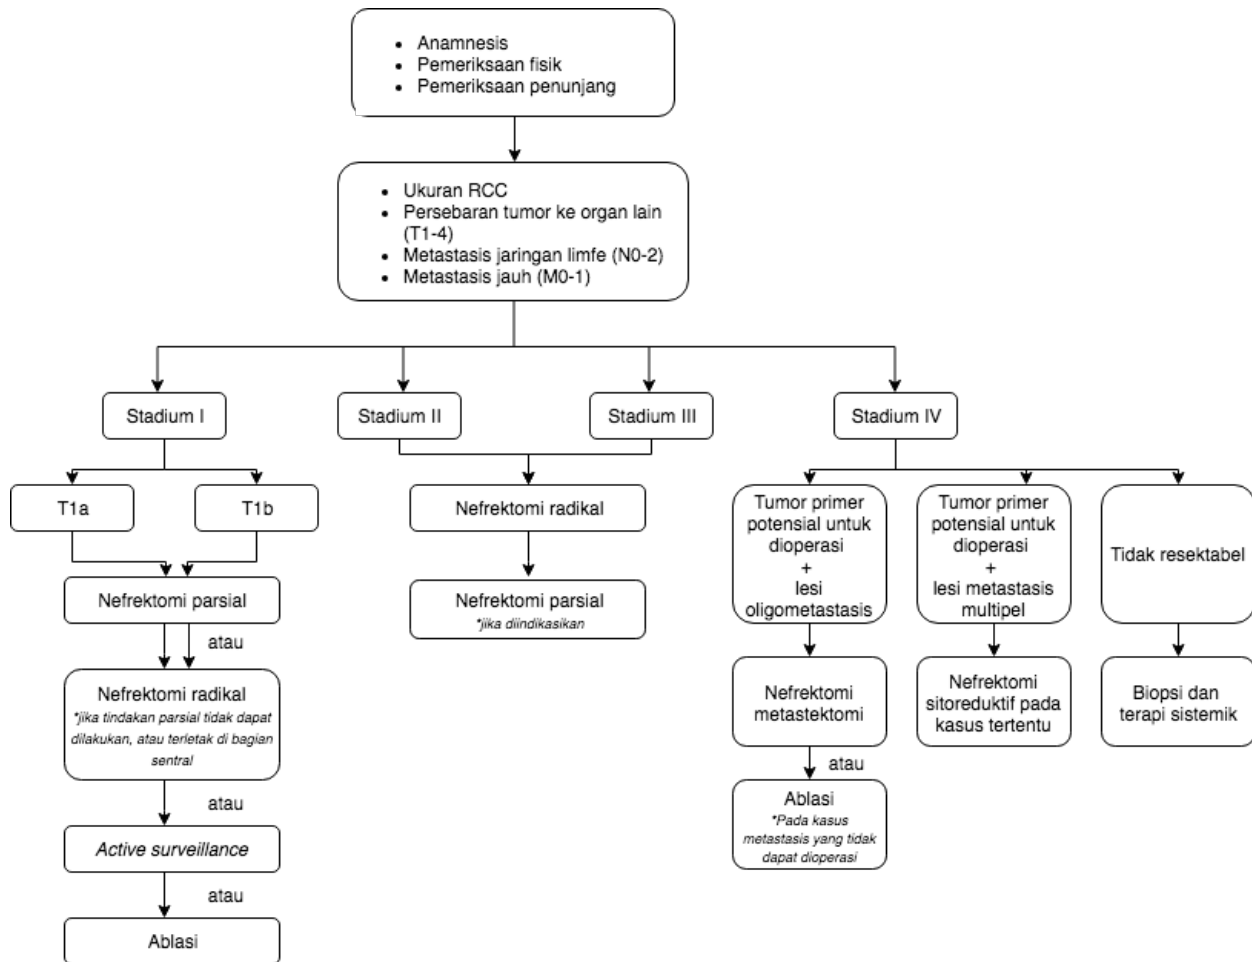 • Anamnesis
• Pemeriksaan fisik
• Pemeriksaan penunjang
• Ukuran RCC
• Persebaran tumor ke organ lain
(T1-4)
• Metastasis jaringan limfe (N0-2)
• Metastasis jauh (M0-1)
Stadium I
Stadium II
Stadium III
Stadium IV
T1a
T1b
Nefrektomi parsial
atau
Nefrektomi radikal
*jika tindakan parsial tidak dapat
dilakukan, atau terletak di bagian
sentral
atau
Active surveillance
atau
Ablasi
Nefrektomi radikal
Nefrektomi parsial
*jika diindikasikan
Tumor primer
potensial untuk
dioperasi
+
lesi
oligometastasis
Nefrektomi
metastektomi
atau
Ablasi
*Pada kasus
metastasis yang tidak
dapat dioperasi
Tumor primer
potensial untuk
dioperasi
+
lesi metastasis
multipel
Nefrektomi
sitoreduktif pada
kasus tertentu
Tidak resektabel
Biopsi dan
terapi sistemik